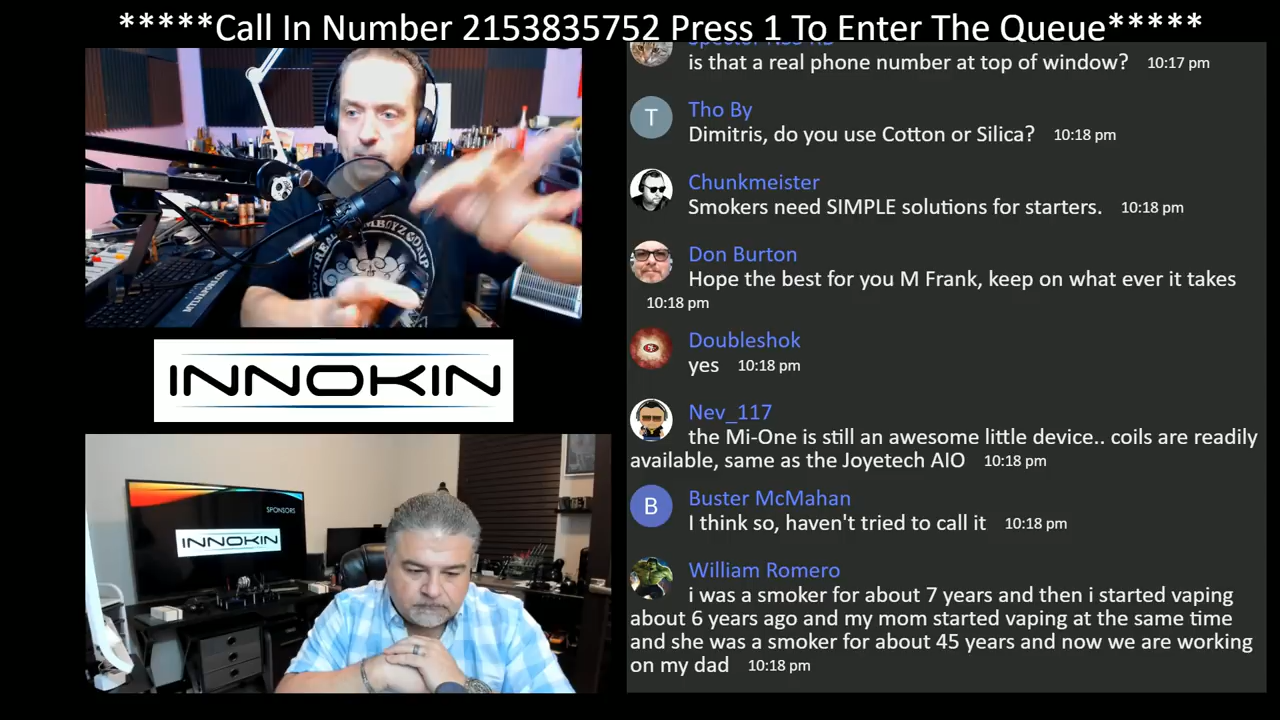 *****Call In Number 2153835752 Press 1 To Enter The Queue*****
is that a real phone number at top of window? 10:17 pm
T
Tho By
Dimitris, do you use Cotton or Silica? 10:18 pm
Chunkmeister
Smokers need SIMPLE solutions for starters. 10:18 pm
Don Burton
Hope the best for you M Frank, keep on what ever it takes
10:18 pm
Doubleshok
yes 10:18 pm
Nev_117
the Mi-One is still an awesome little device.. coils are readily
available, same as the Joyetech AIO 10:18 pm
B
Buster McMahan
I think so, haven't tried to call it 10:18 pm
William Romero
i was a smoker for about 7 years and then i started vaping
about 6 years ago and my mom started vaping at the same time
and she was a smoker for about 45 years and now we are working
on my dad 10:18 pm
INNOKIN
SPONSORS
INNOKIN